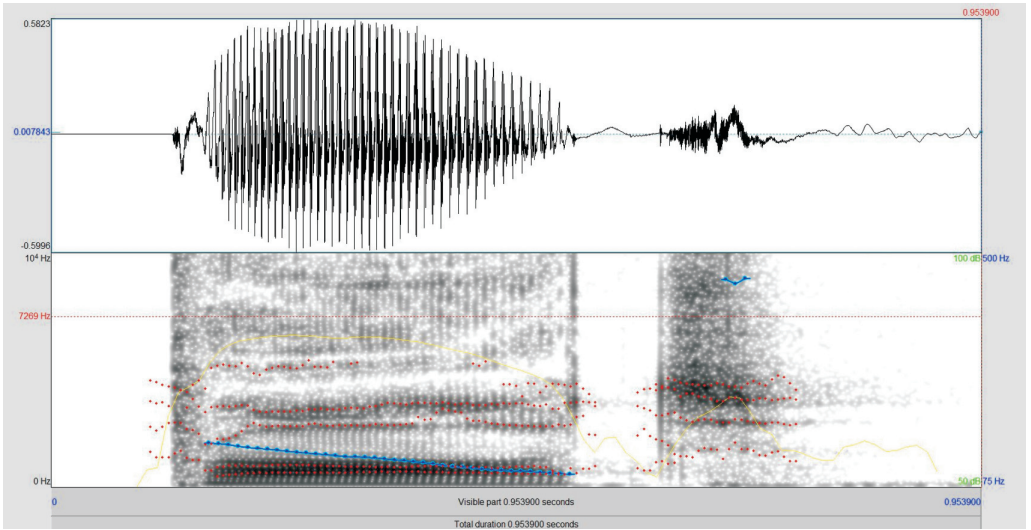 0.953900
0.5823
0.007843
-0.5996
10⁴ Hz 100 dB 500 Hz
7269 Hz
0 Hz 50 dB 75 Hz
0 Visible part 0.953900 seconds 0.953900
Total duration 0.953900 seconds